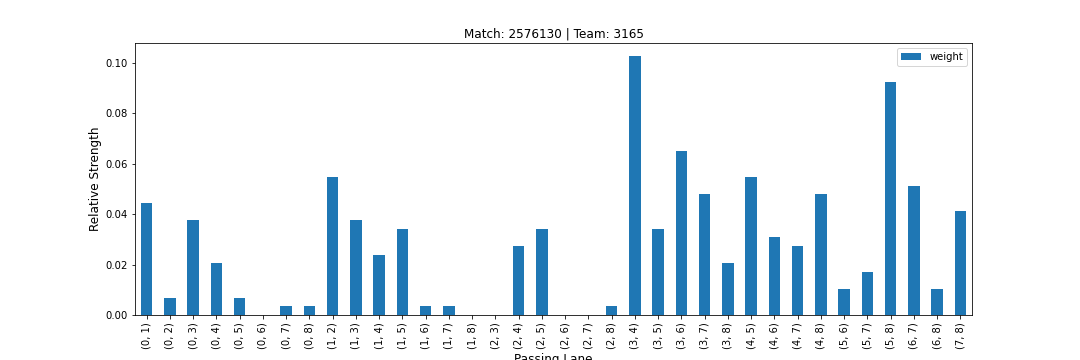 Match: 2576130 | Team: 3165
weight
Relative Strength
0.10
0.08
0.06
0.04
0.02
0.00
(0, 1) (0, 2) (0, 3) (0, 4) (0, 5) (0, 6) (0, 7) (0, 8) (1, 2) (1, 3) (1, 4) (1, 5) (1, 6) (1, 7) (1, 8) (2, 3) (2, 4) (2, 5) (2, 6) (2, 7) (2, 8) (3, 4) (3, 5) (3, 6) (3, 7) (3, 8) (4, 5) (4, 6) (4, 7) (4, 8) (5, 6) (5, 7) (5, 8) (6, 7) (6, 8) (7, 8)
Passing Lane